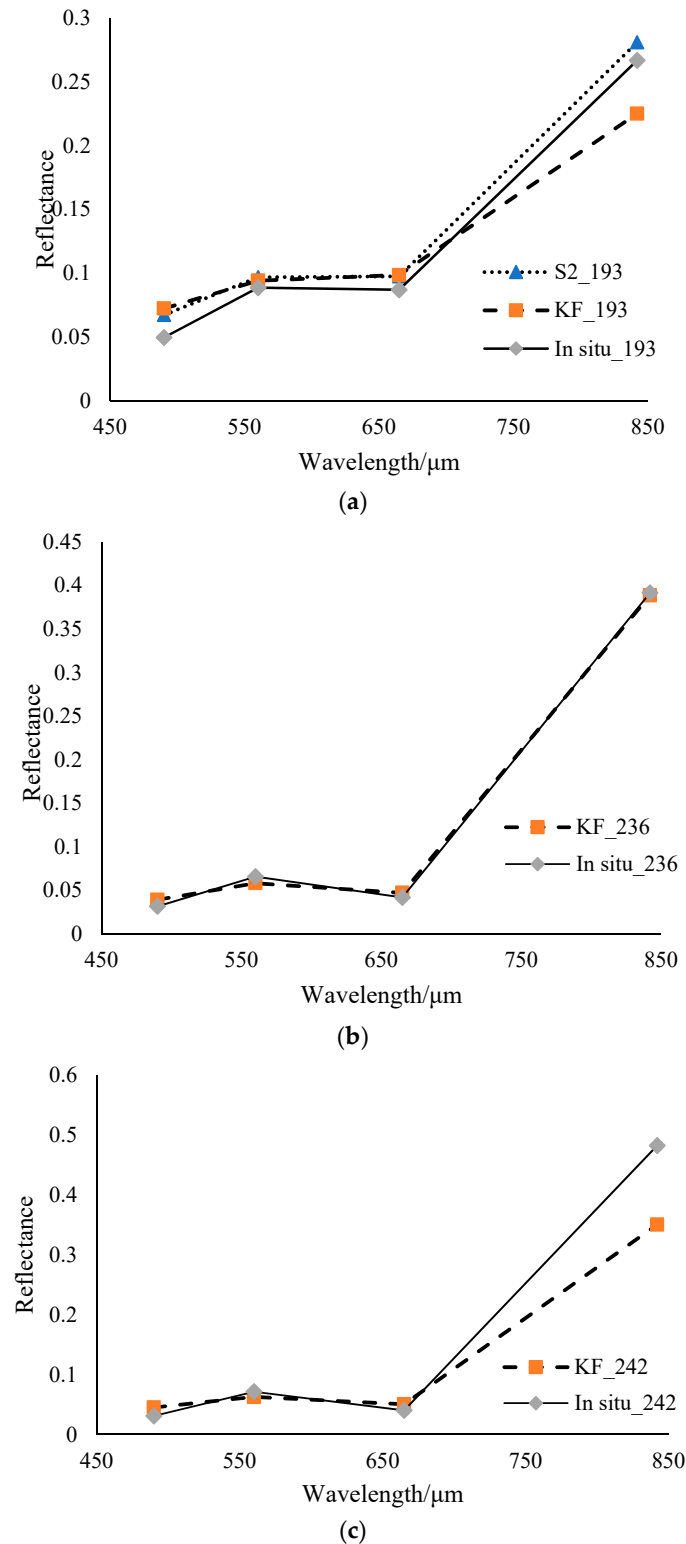 0.3
0.25
0.2
0.15
0.1
0.05
0
Reflectance
S2_193
KF_193
In situ_193
450 550 650 750 850
Wavelength/μm
(a)
0.45
0.4
0.35
0.3
0.25
0.2
0.15
0.1
0.05
0
Reflectance
KF_236
In situ_236
450 550 650 750 850
Wavelength/μm
(b)
0.6
0.5
0.4
0.3
0.2
0.1
0
Reflectance
KF_242
In situ_242
450 550 650 750 850
Wavelength/μm
(c)